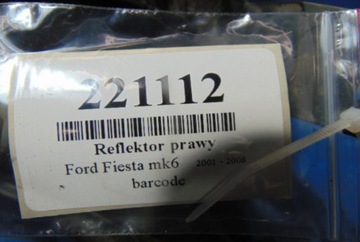 221112
Reflektor prawy
Ford Fiesta mk6 2001 - 2008
barcode